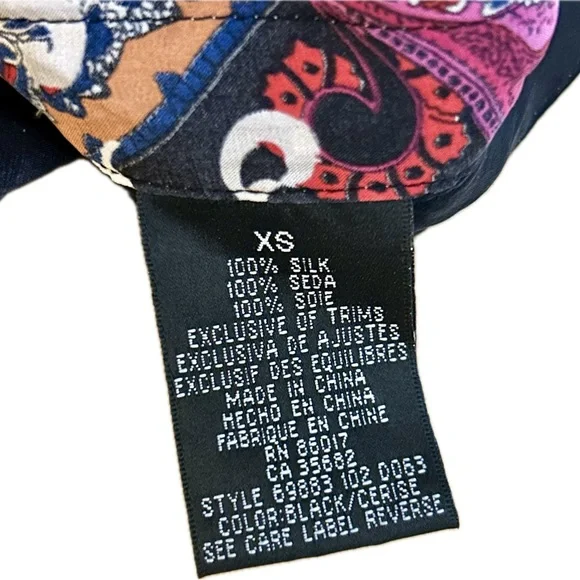 XS
100% SILK
100% SEDA
100% SOIE
EXCLUSIVE OF TRIMS
EXCLUSIVA DE AJUSTES
EXCLUSIF DES EQUILIBRES
MADE IN CHINA
HECHO EN CHINA
FABRIQUE EN CHINE
RN 86017
CA 35682
STYLE 69883 102 0063
COLOR:BLACK/CERISE
SEE CARE LABEL REVERSE